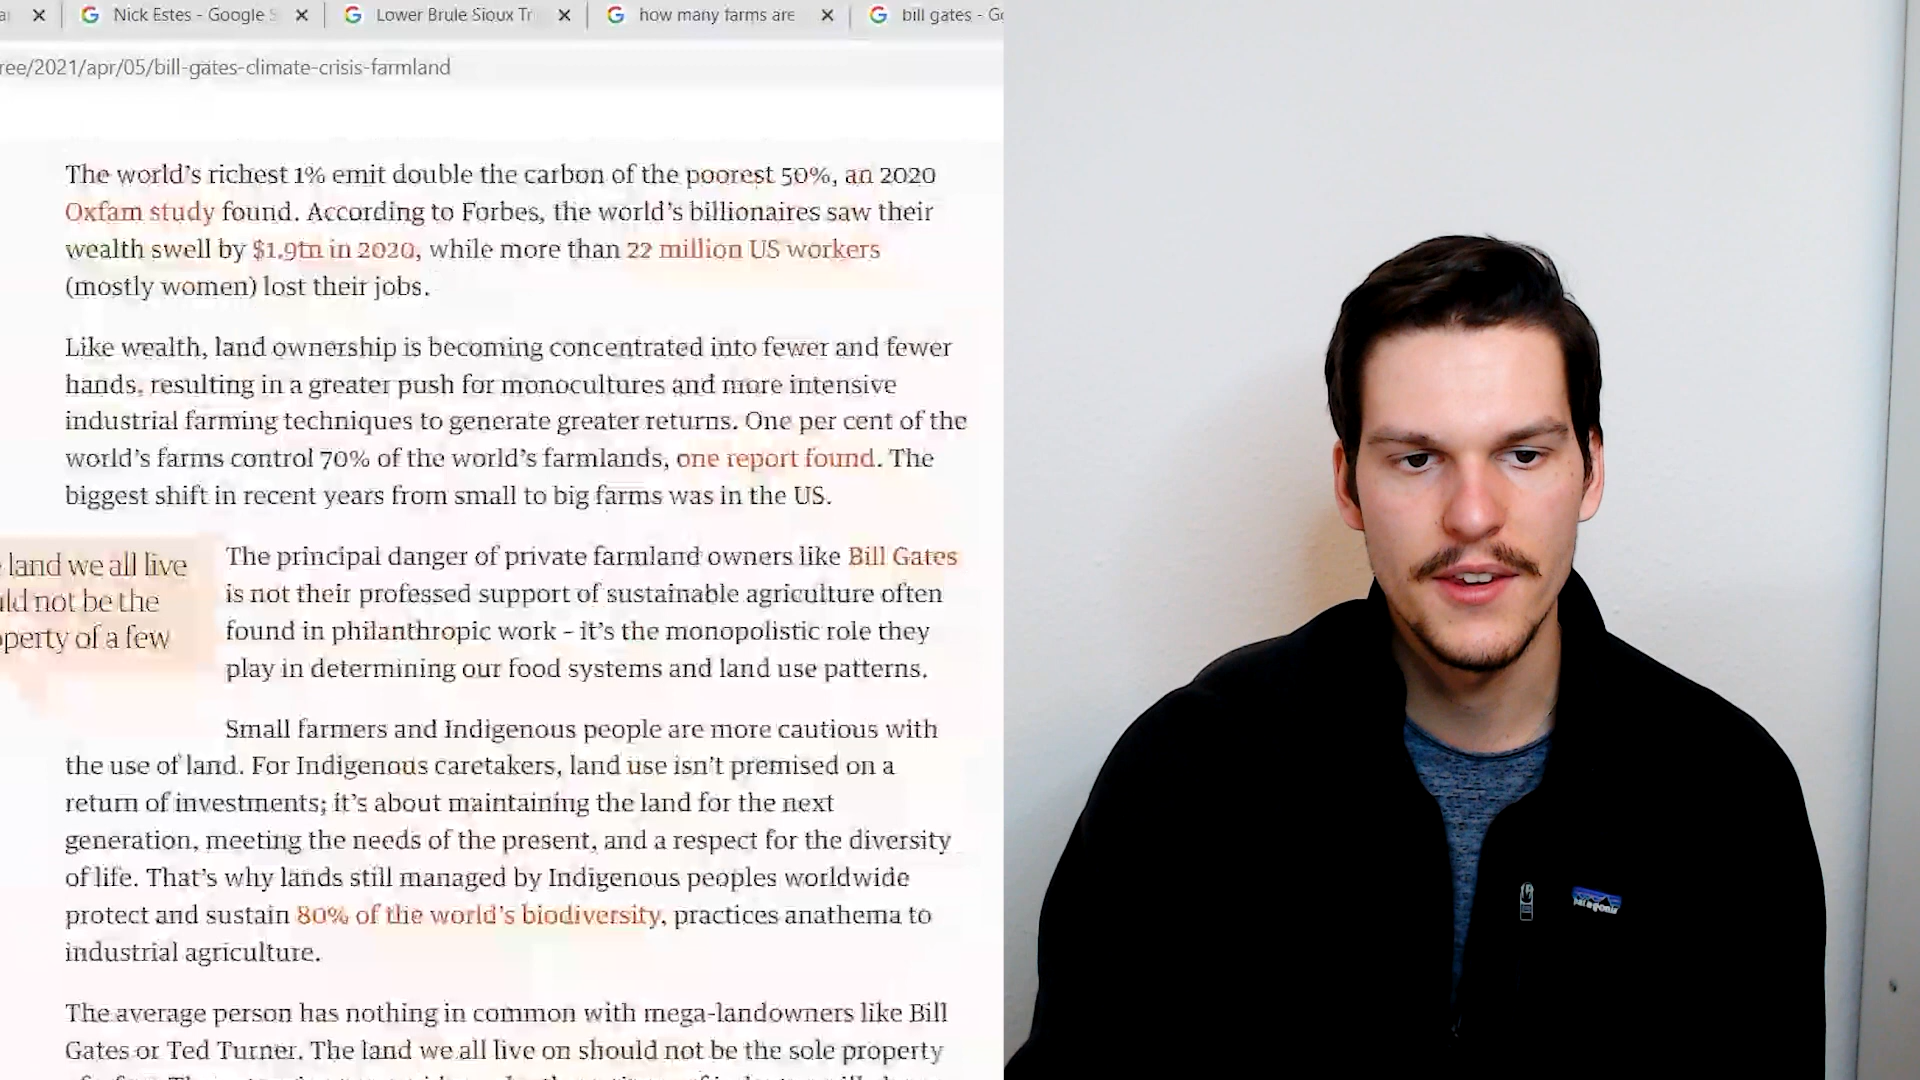 Nick Estes - Google S
Lower Brule Sioux Tr
how many farms are
bill gates - Go
ree/2021/apr/05/bill-gates-climate-crisis-farmland
The world's richest 1% emit double the carbon of the poorest 50%, an 2020
Oxfam study found. According to Forbes, the world's billionaires saw their
wealth swell by $1.9tn in 2020, while more than 22 million US workers
(mostly women) lost their jobs.
Like wealth, land ownership is becoming concentrated into fewer and fewer
hands, resulting in a greater push for monocultures and more intensive
industrial farming techniques to generate greater returns. One per cent of the
world's farms control 70% of the world's farmlands, one report found. The
biggest shift in recent years from small to big farms was in the US.
land we all live
uld not be the
operty of a few
The principal danger of private farmland owners like Bill Gates
is not their professed support of sustainable agriculture often
found in philanthropic work – it's the monopolistic role they
play in determining our food systems and land use patterns.
Small farmers and Indigenous people are more cautious with
the use of land. For Indigenous caretakers, land use isn't premised on a
return of investments; it's about maintaining the land for the next
generation, meeting the needs of the present, and a respect for the diversity
of life. That's why lands still managed by Indigenous peoples worldwide
protect and sustain 80% of the world's biodiversity, practices anathema to
industrial agriculture.
The average person has nothing in common with mega-landowners like Bill
Gates or Ted Turner. The land we all live on should not be the sole property
patagonia